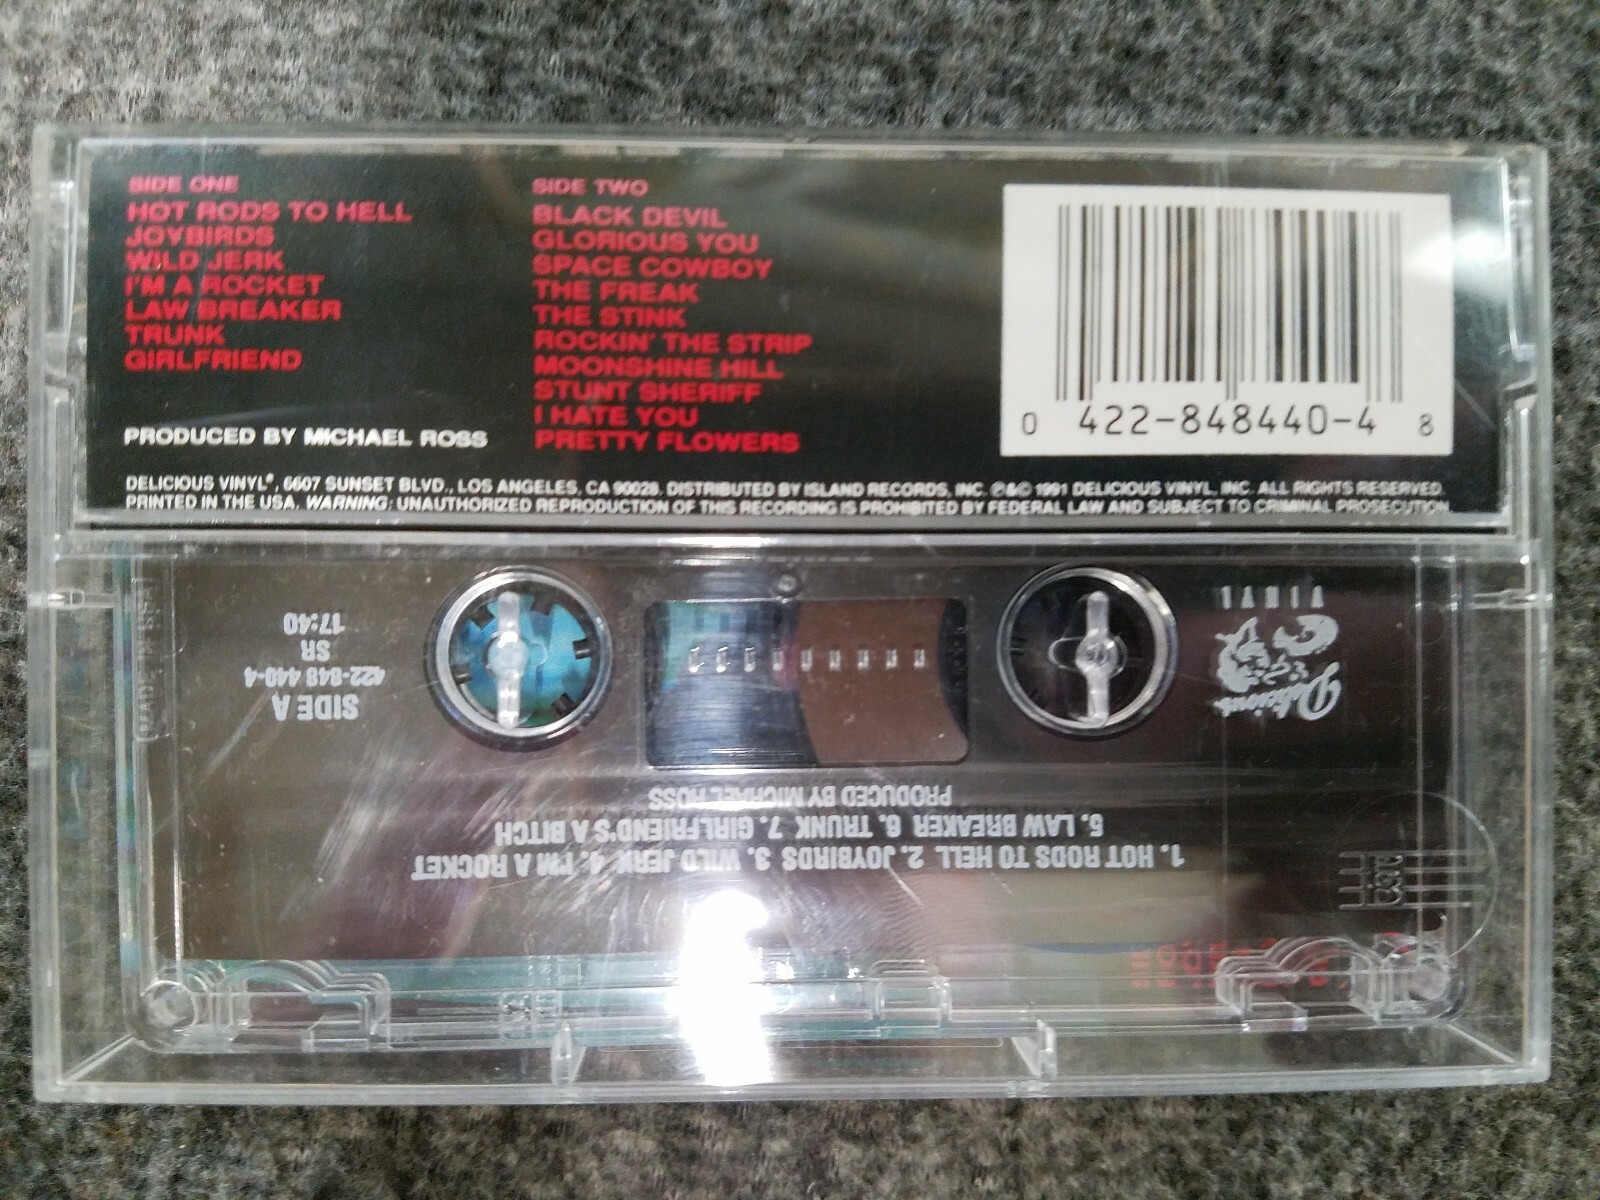 SIDE ONE
HOT RODS TO HELL
JOYBIRDS
WILD JERK
I'M A ROCKET
LAW BREAKER
TRUNK
GIRLFRIEND
PRODUCED BY MICHAEL ROSS
SIDE TWO
BLACK DEVIL
GLORIOUS YOU
SPACE COWBOY
THE FREAK
THE STINK
ROCKIN' THE STRIP
MOONSHINE HILL
STUNT SHERIFF
I HATE YOU
PRETTY FLOWERS
0 422-848440-4 8
DELICIOUS VINYL®, 6607 SUNSET BLVD., LOS ANGELES, CA 90028. DISTRIBUTED BY ISLAND RECORDS, INC. ℗&© 1991 DELICIOUS VINYL, INC. ALL RIGHTS RESERVED.
PRINTED IN THE USA. WARNING: UNAUTHORIZED REPRODUCTION OF THIS RECORDING IS PROHIBITED BY FEDERAL LAW AND SUBJECT TO CRIMINAL PROSECUTION.
1. HOT RODS TO HELL 2. JOYBIRDS 3. WILD JERK 4. I'M A ROCKET
5. LAW BREAKER 6. TRUNK 7. GIRLFRIEND'S A BITCH
PRODUCED BY MICHAEL ROSS
Delicious
VINYL
SIDE A
422-848 440-4
SR
17:40